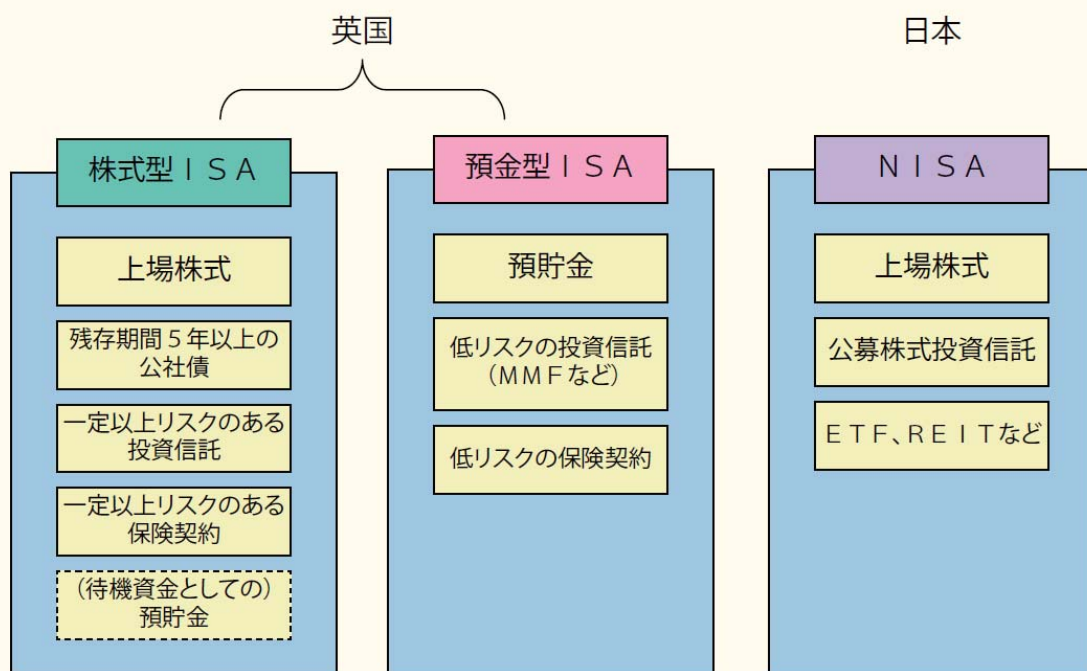 英国
日本
株式型ＩＳＡ
上場株式
残存期間５年以上の
公社債
一定以上リスクのある
投資信託
一定以上リスクのある
保険契約
(待機資金としての)
預貯金
預金型ＩＳＡ
預貯金
低リスクの投資信託
(ＭＭＦなど)
低リスクの保険契約
ＮＩＳＡ
上場株式
公募株式投資信託
ＥＴＦ、ＲＥＩＴなど